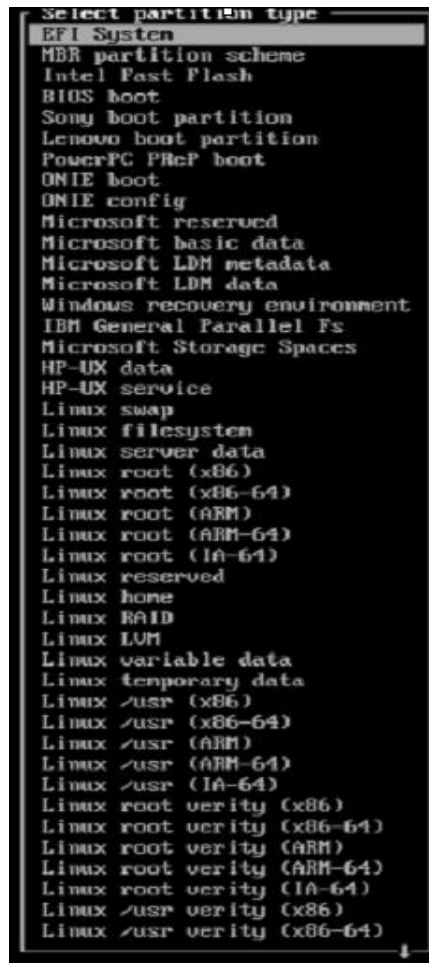 Select partition type
EFI System
MBR partition scheme
Intel Fast Flash
BIOS boot
Sony boot partition
Lenovo boot partition
PowerPC PReP boot
ONIE boot
ONIE config
Microsoft reserved
Microsoft basic data
Microsoft LDM metadata
Microsoft LDM data
Windows recovery environment
IBM General Parallel Fs
Microsoft Storage Spaces
HP-UX data
HP-UX service
Linux swap
Linux filesystem
Linux server data
Linux root (x86)
Linux root (x86-64)
Linux root (ARM)
Linux root (ARM-64)
Linux root (IA-64)
Linux reserved
Linux home
Linux RAID
Linux LVM
Linux variable data
Linux temporary data
Linux /usr (x86)
Linux /usr (x86-64)
Linux /usr (ARM)
Linux /usr (ARM-64)
Linux /usr (IA-64)
Linux root verity (x86)
Linux root verity (x86-64)
Linux root verity (ARM)
Linux root verity (ARM-64)
Linux root verity (IA-64)
Linux /usr verity (x86)
Linux /usr verity (x86-64)